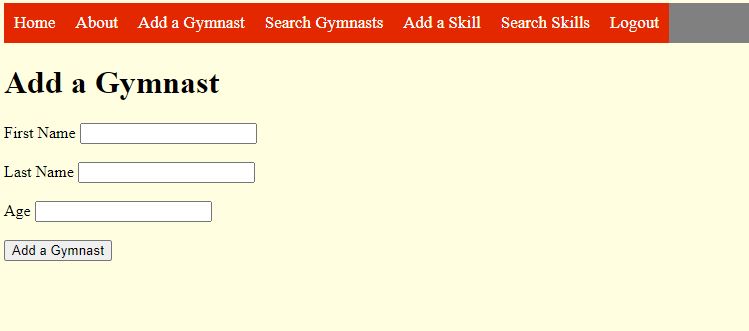 Home About Add a Gymnast Search Gymnasts Add a Skill Search Skills Logout
Add a Gymnast
First Name
Last Name
Age
Add a Gymnast